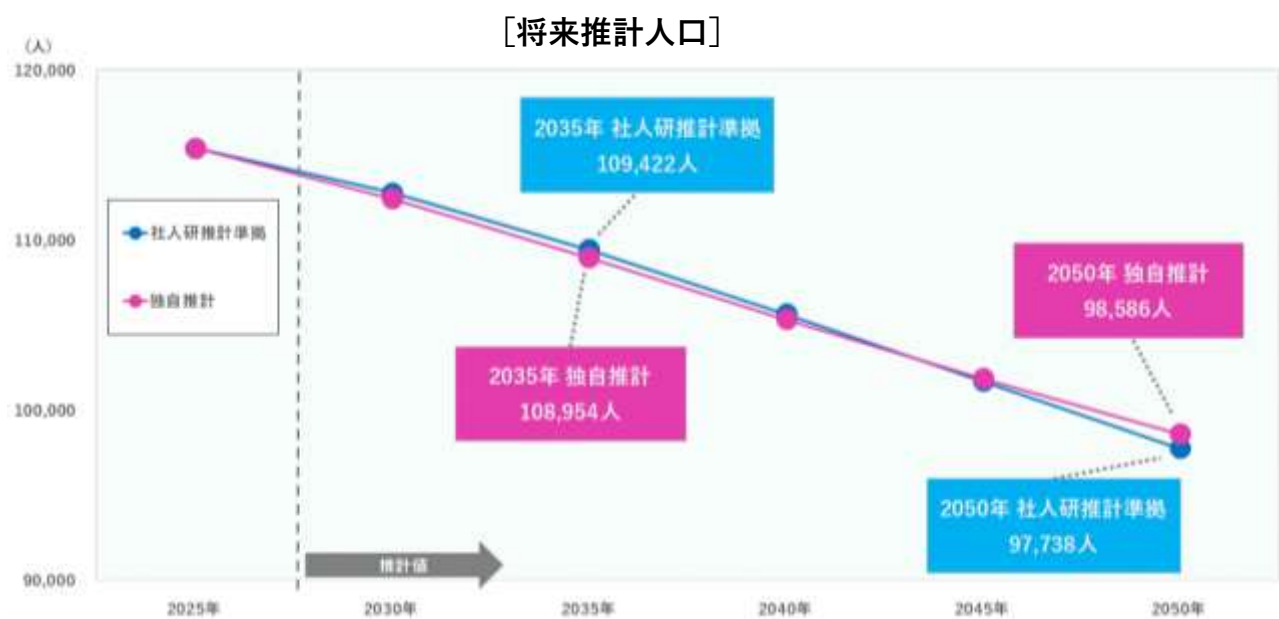 ［将来推計人口］
（人）
120,000
110,000
100,000
90,000
社人研推計準拠
独自推計
2035年 社人研推計準拠
109,422人
2035年 独自推計
108,954人
2050年 独自推計
98,586人
2050年 社人研推計準拠
97,738人
推計値
2025年
2030年
2035年
2040年
2045年
2050年